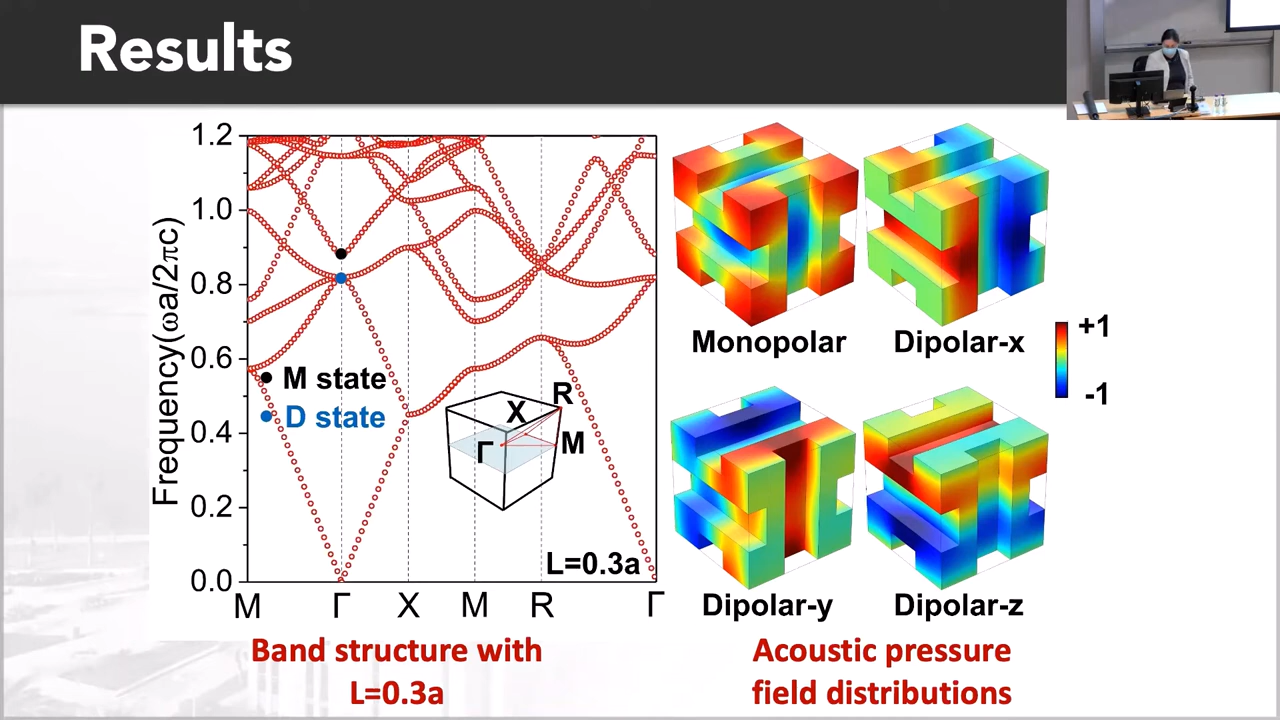 Results
1.2
1.0
0.8
0.6
0.4
0.2
0.0
Frequency(ωa/2πc)
M state
D state
R
X
Γ
M
L=0.3a
M Γ X M R Γ
Monopolar
Dipolar-x
+1
-1
Dipolar-y
Dipolar-z
Band structure with
L=0.3a
Acoustic pressure
field distributions